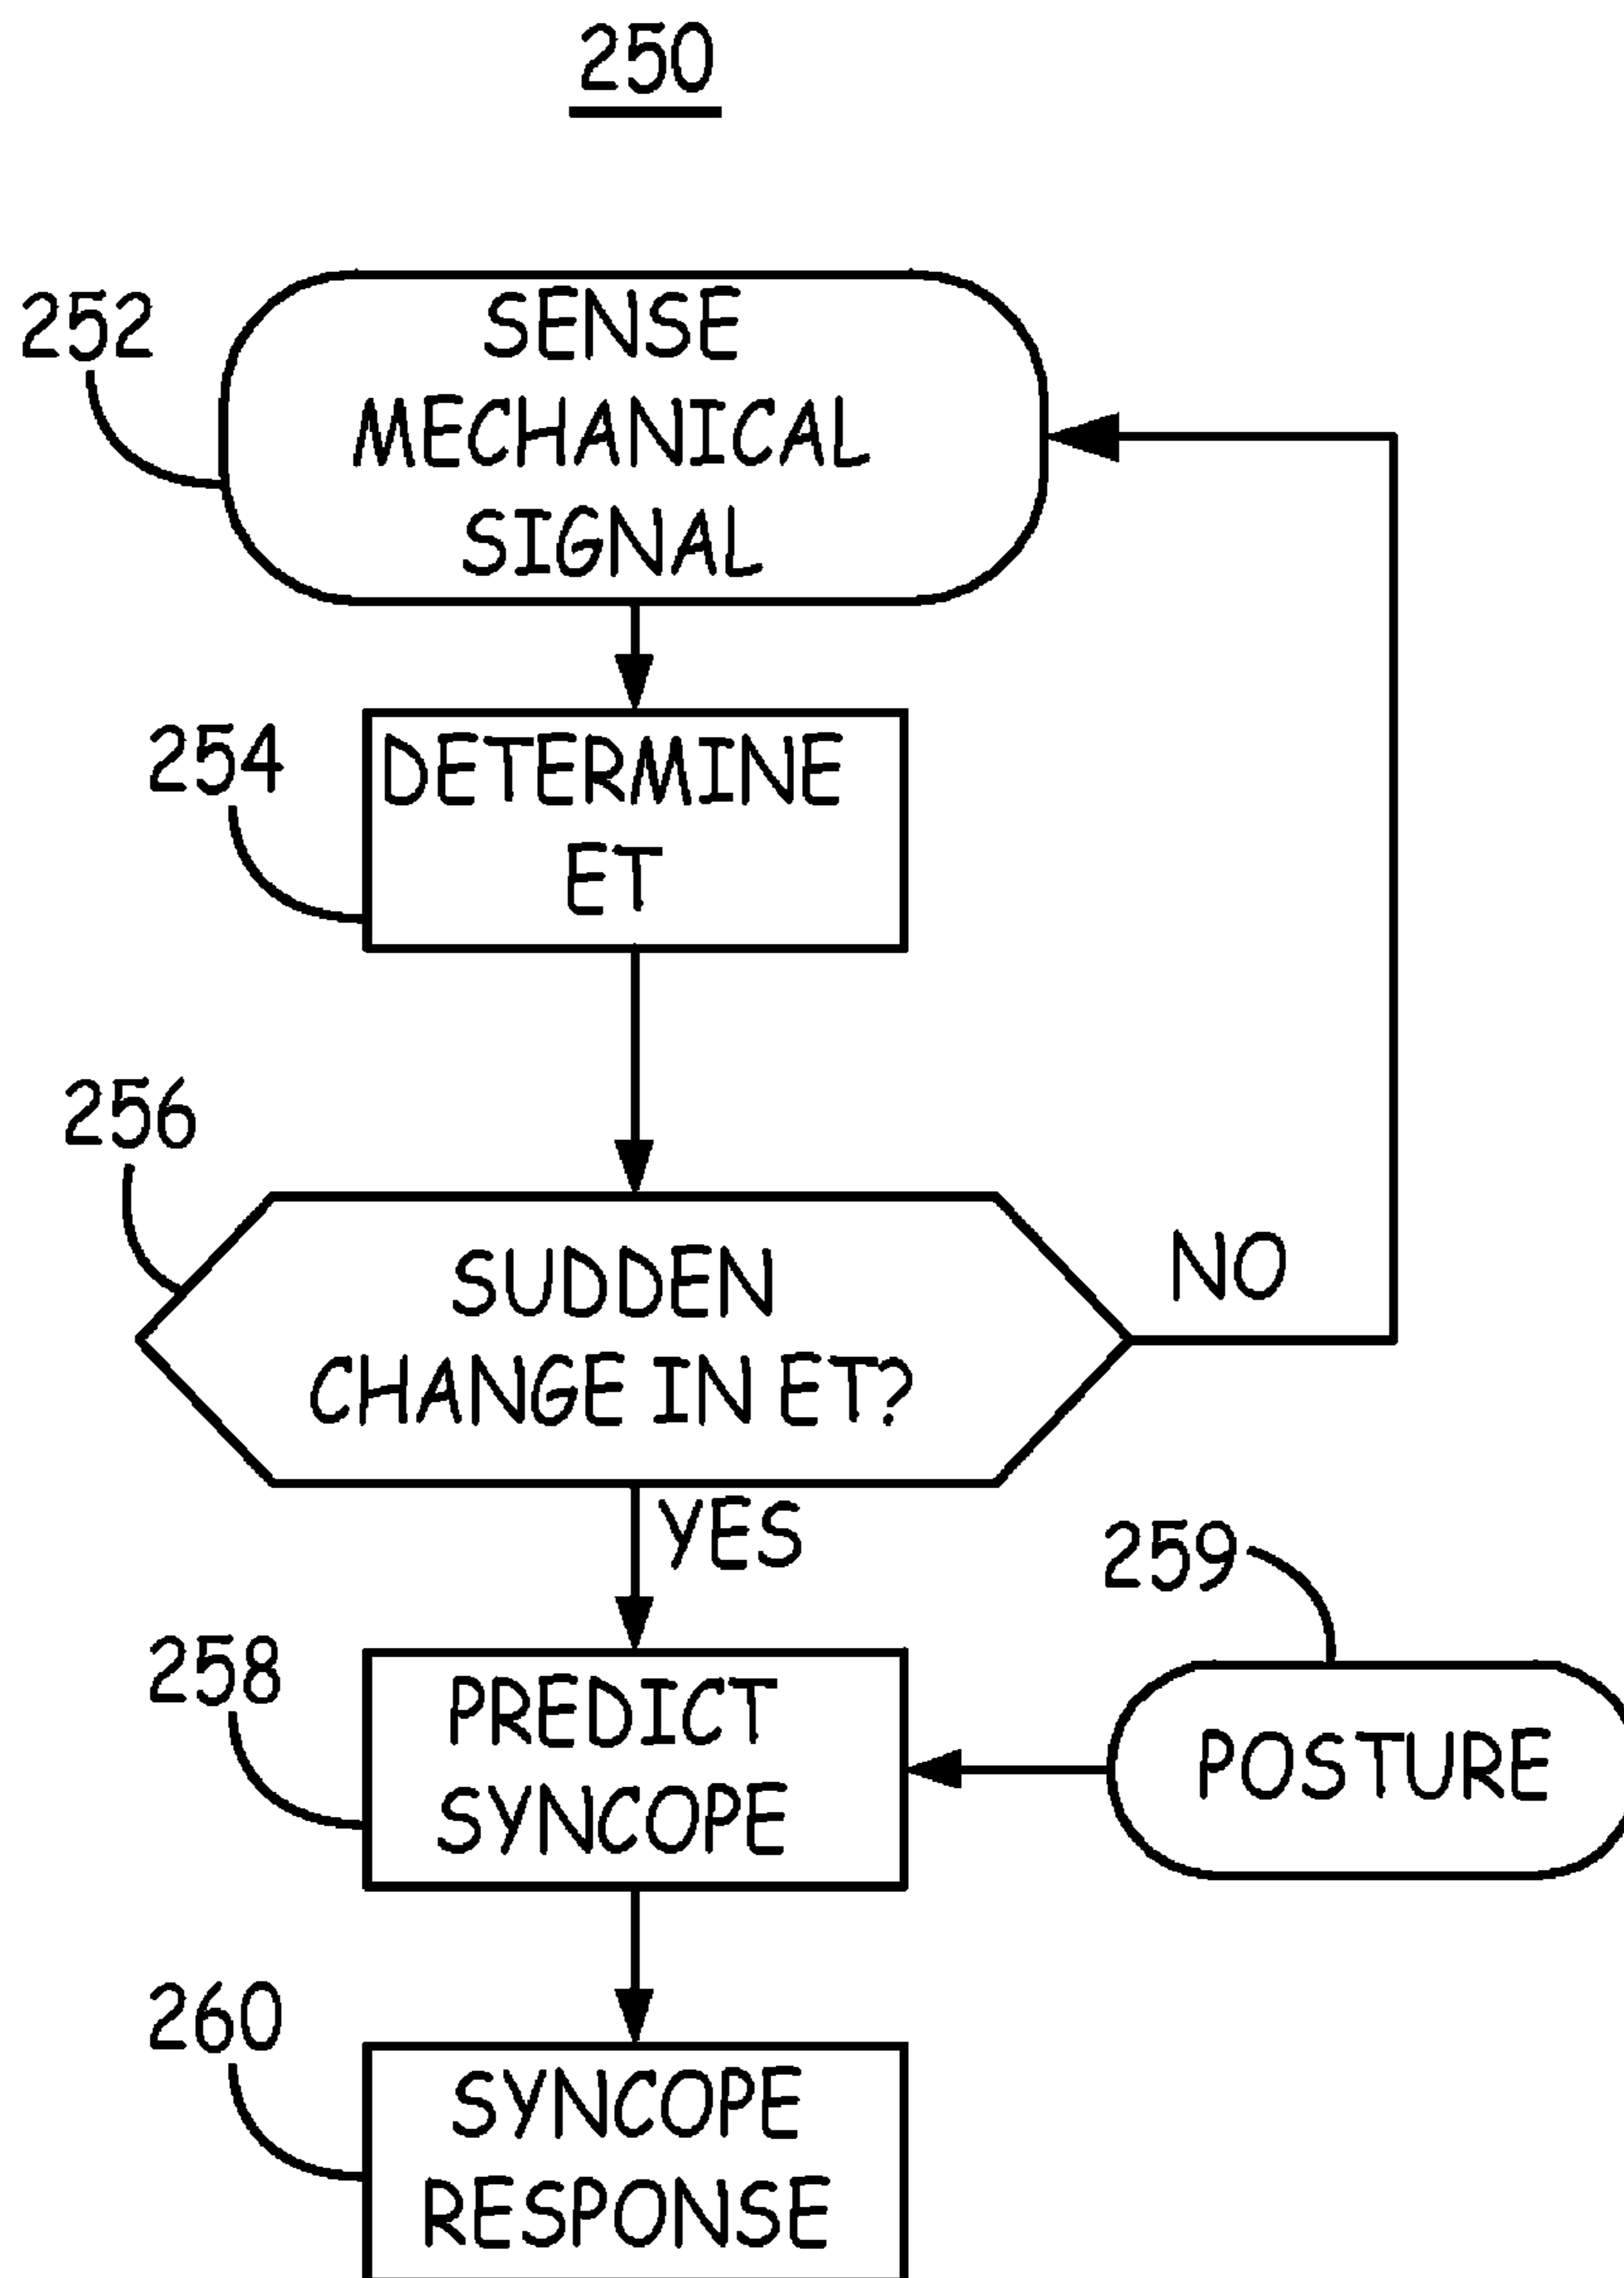 250
252
SENSE
MECHANICAL
SIGNAL
254
DETERMINE
ET
256
SUDDEN
CHANGE IN ET?
NO
YES
259
258
PREDICT
SYNCOPE
POSTURE
260
SYNCOPE
RESPONSE